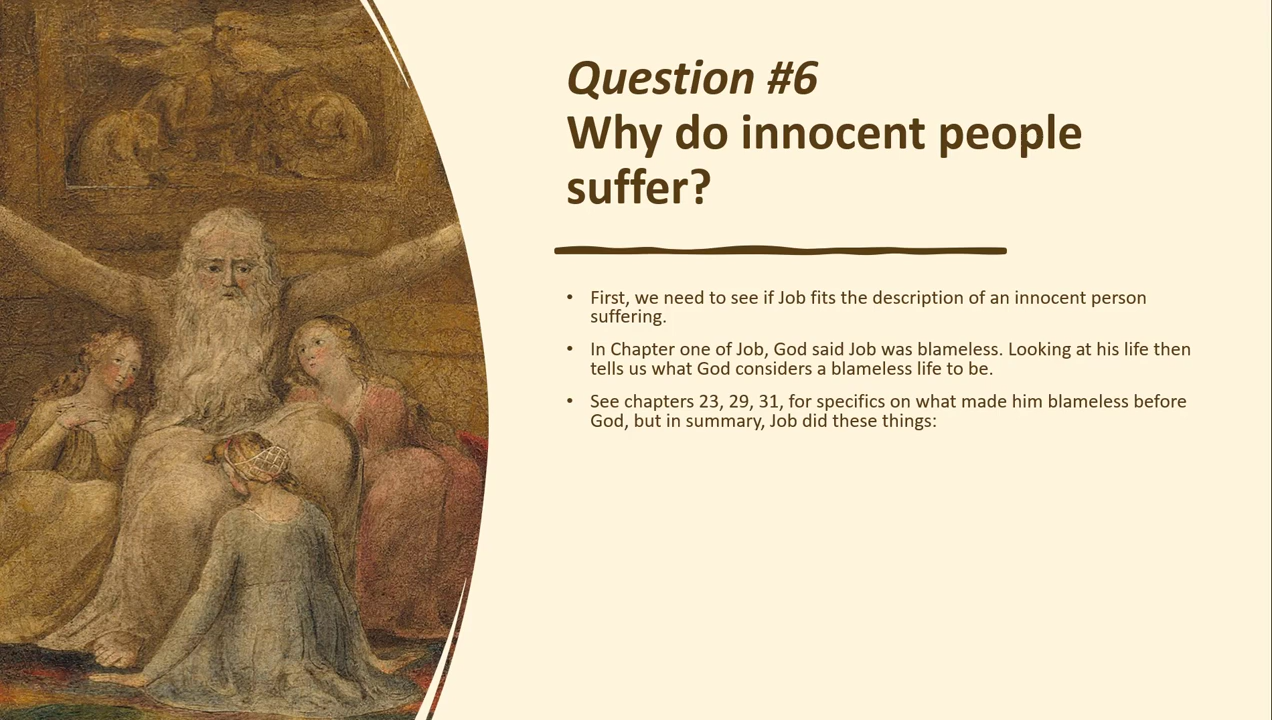 Question #6
Why do innocent people
suffer?
• First, we need to see if Job fits the description of an innocent person
suffering.
• In Chapter one of Job, God said Job was blameless. Looking at his life then
tells us what God considers a blameless life to be.
• See chapters 23, 29, 31, for specifics on what made him blameless before
God, but in summary, Job did these things: